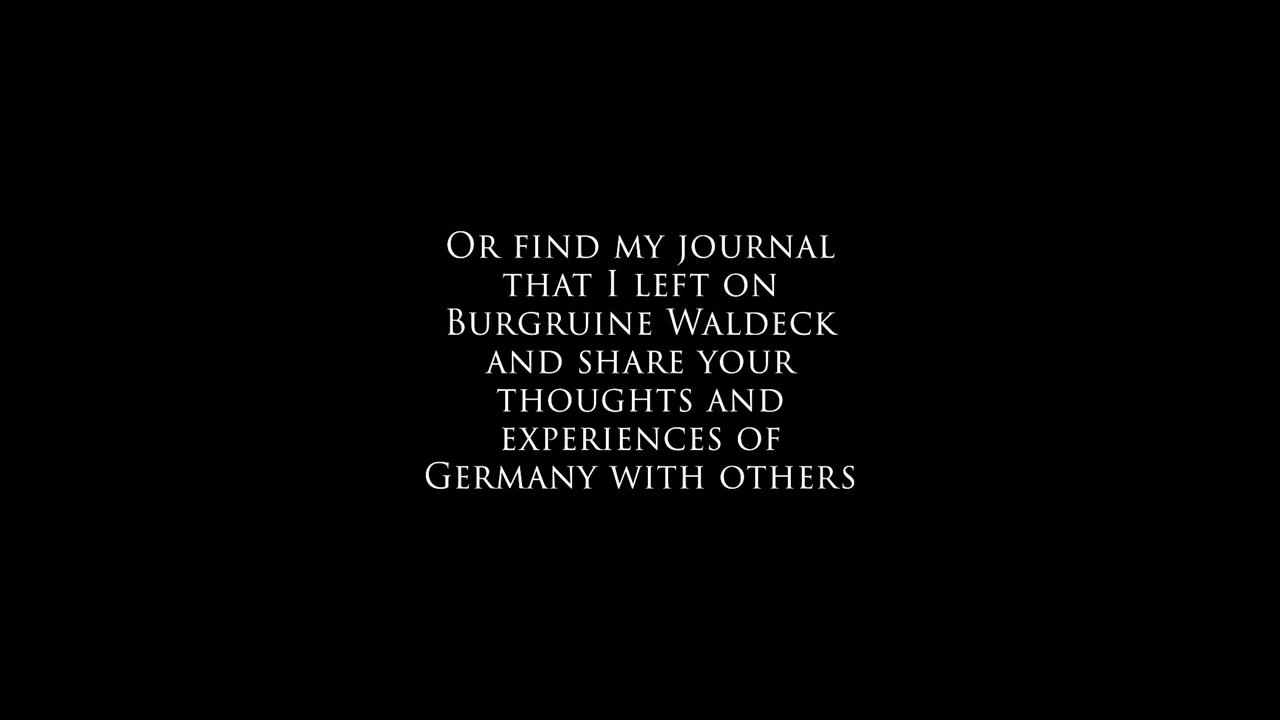 Or find my journal
that I left on
Burgruine Waldeck
and share your
thoughts and
experiences of
Germany with others